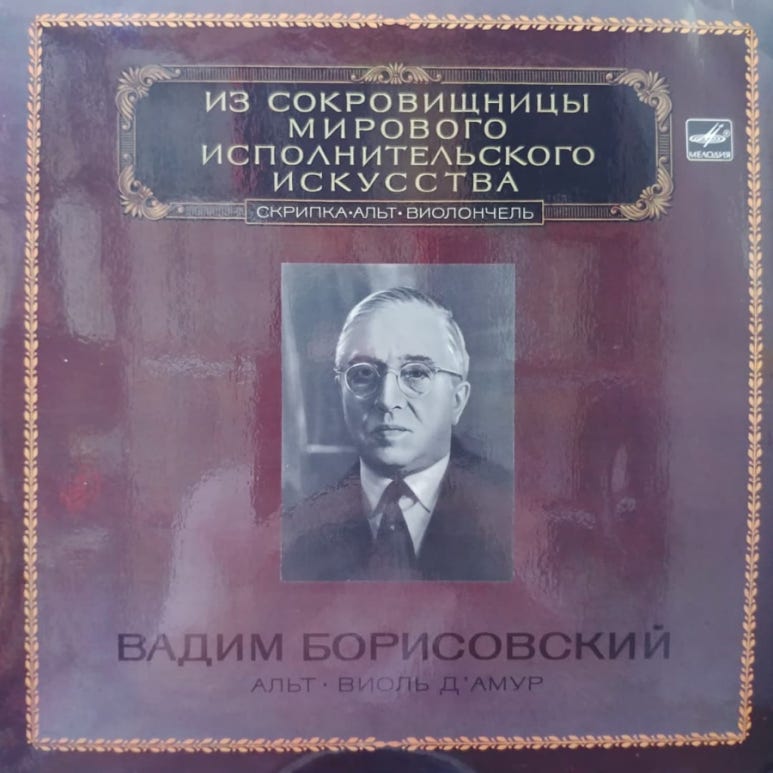 ИЗ СОКРОВИЩНИЦЫ
МИРОВОГО
ИСПОЛНИТЕЛЬСКОГО
ИСКУССТВА
СКРИПКА·АЛЬТ·ВИОЛОНЧЕЛЬ
МЕЛОДИЯ
ВАДИМ БОРИСОВСКИЙ
АЛЬТ · ВИОЛЬ Д'АМУР